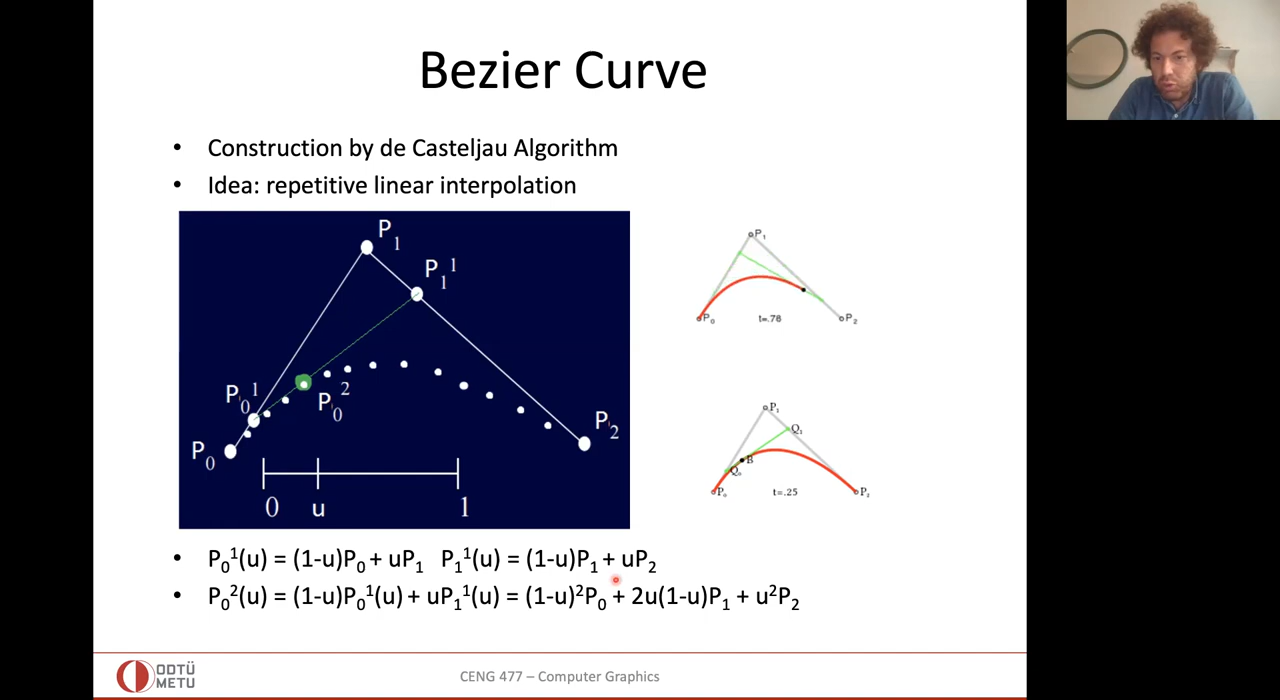 Bezier Curve
• Construction by de Casteljau Algorithm
• Idea: repetitive linear interpolation
P₁
P₁¹
P₀¹
P₀²
P₀
P₂
0 u 1
P₁
P₀
t=.76
P₂
P₁
Q₁
B
Q₀
P₀
t=.25
P₂
• P₀¹(u) = (1-u)P₀ + uP₁ P₁¹(u) = (1-u)P₁ + uP₂
• P₀²(u) = (1-u)P₀¹(u) + uP₁¹(u) = (1-u)²P₀ + 2u(1-u)P₁ + u²P₂
ODTÜ
METU
CENG 477 – Computer Graphics